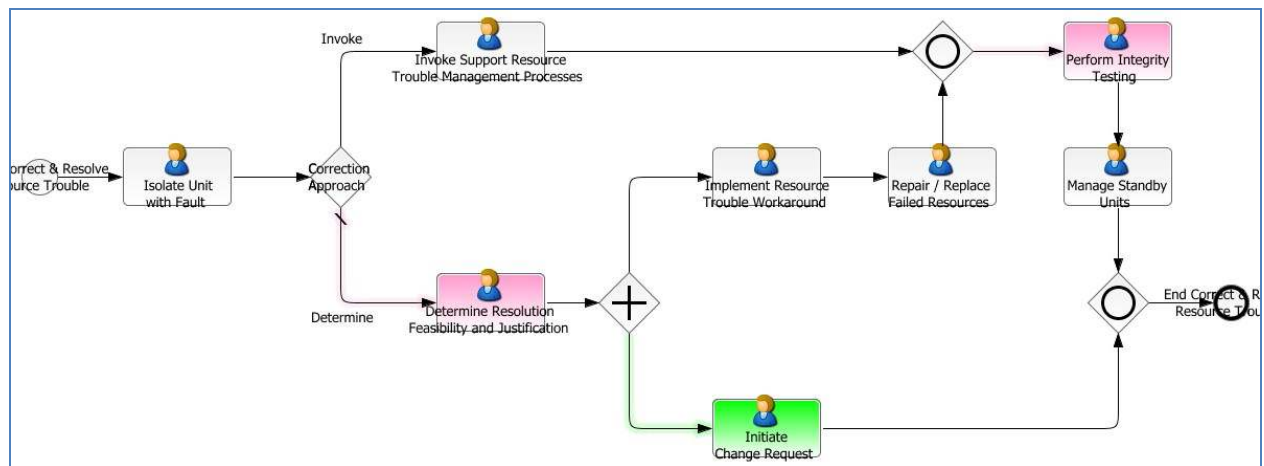 Invoke
Invoke Support Resource
Trouble Management Processes
Perform Integrity
Testing
orrect & Resolve
ource Trouble
Isolate Unit
with Fault
Correction
Approach
Implement Resource
Trouble Workaround
Repair / Replace
Failed Resources
Manage Standby
Units
Determine
Determine Resolution
Feasibility and Justification
End Correct & R
Resource Trou
Initiate
Change Request